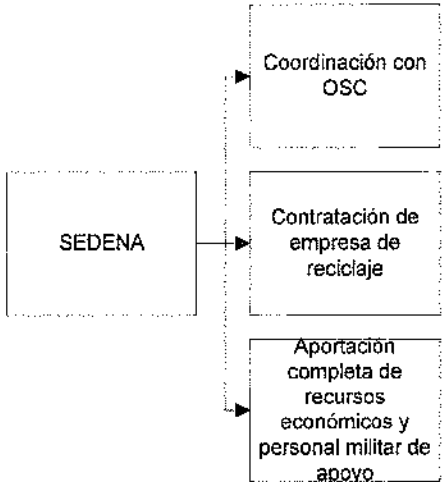 Coordinación con
OSC
SEDENA
Contratación de
empresa de
reciclaje
Aportación
completa de
recursos
económicos y
personal militar de
apoyo